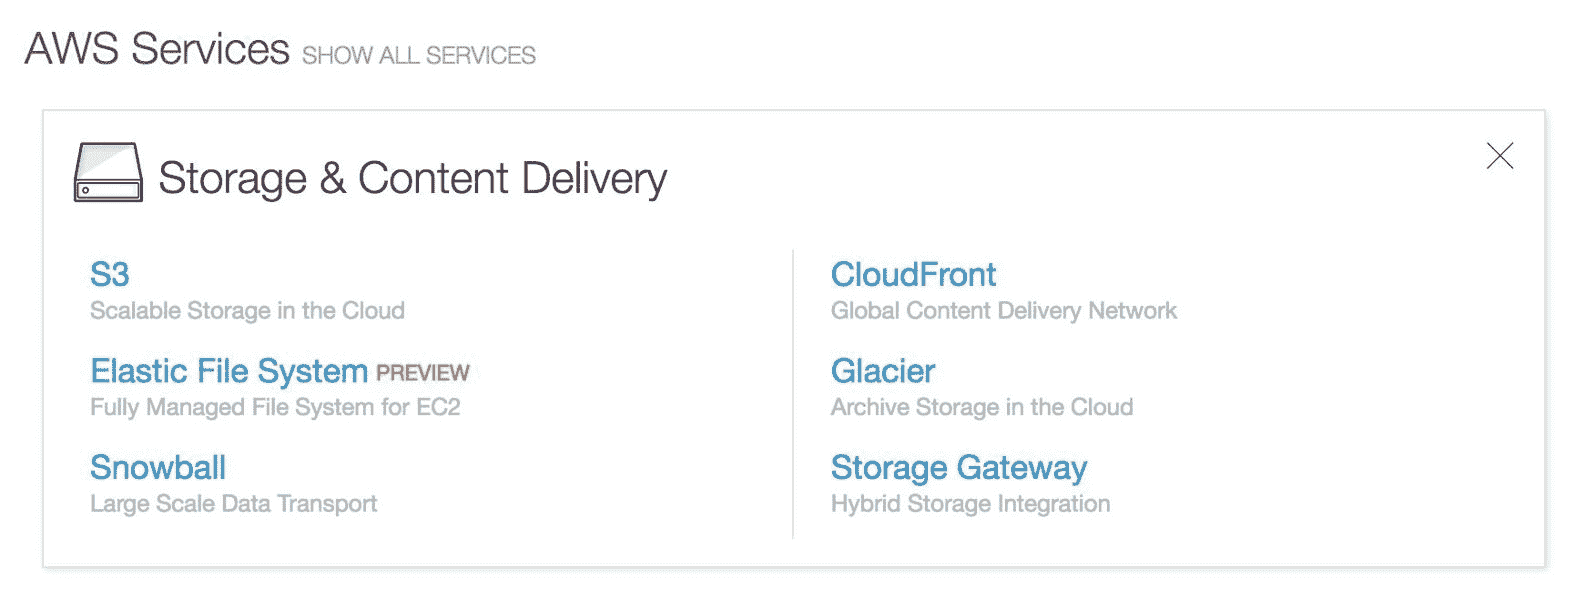 AWS Services SHOW ALL SERVICES
Storage & Content Delivery
S3
Scalable Storage in the Cloud
Elastic File System PREVIEW
Fully Managed File System for EC2
Snowball
Large Scale Data Transport
CloudFront
Global Content Delivery Network
Glacier
Archive Storage in the Cloud
Storage Gateway
Hybrid Storage Integration